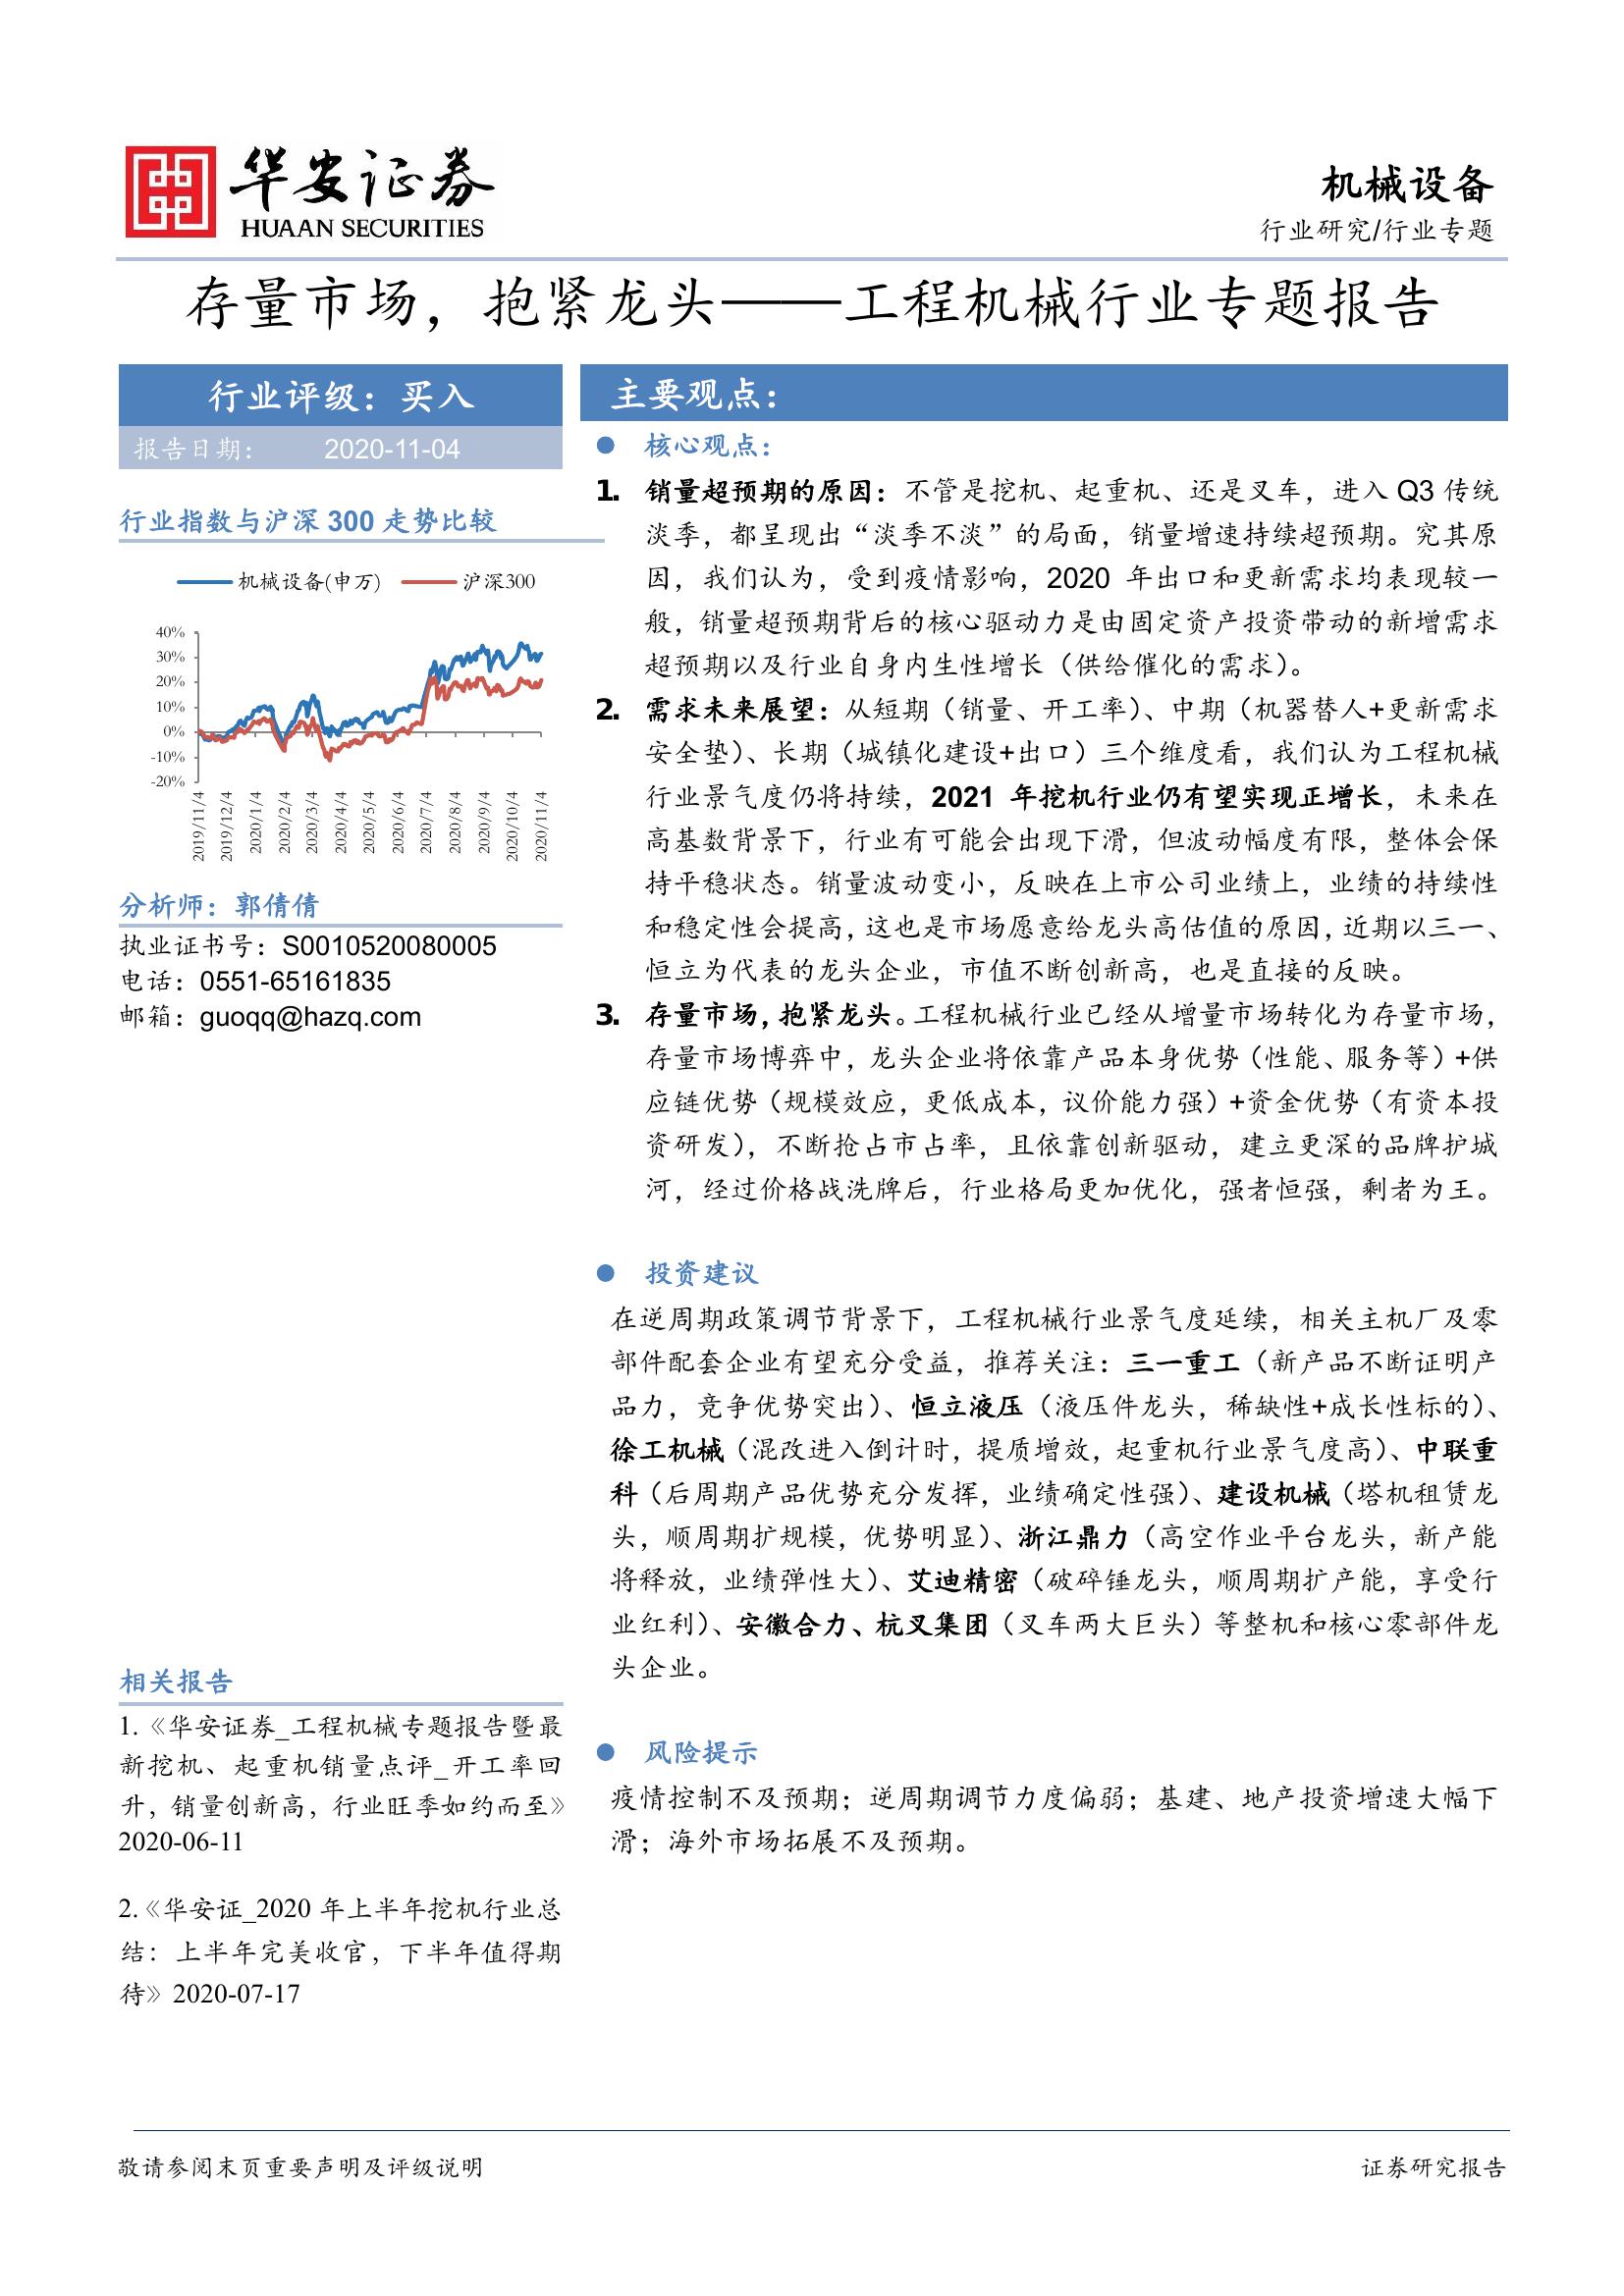 华安证券
HUAAN SECURITIES
机械设备
行业研究/行业专题
存量市场，抱紧龙头——工程机械行业专题报告
行业评级：买入
报告日期： 2020-11-04
行业指数与沪深 300 走势比较
机械设备(申万) 沪深300
40%
30%
20%
10%
0%
-10%
-20%
2019/11/4
2019/12/4
2020/1/4
2020/2/4
2020/3/4
2020/4/4
2020/5/4
2020/6/4
2020/7/4
2020/8/4
2020/9/4
2020/10/4
2020/11/4
分析师：郭倩倩
执业证书号：S0010520080005
电话：0551-65161835
邮箱：guoqq@hazq.com
相关报告
1.《华安证券_工程机械专题报告暨最
新挖机、起重机销量点评_开工率回
升，销量创新高，行业旺季如约而至》
2020-06-11
2.《华安证_2020 年上半年挖机行业总
结：上半年完美收官，下半年值得期
待》2020-07-17
主要观点：
● 核心观点：
1. 销量超预期的原因：不管是挖机、起重机、还是叉车，进入 Q3 传统
淡季，都呈现出“淡季不淡”的局面，销量增速持续超预期。究其原
因，我们认为，受到疫情影响，2020 年出口和更新需求均表现较一
般，销量超预期背后的核心驱动力是由固定资产投资带动的新增需求
超预期以及行业自身内生性增长（供给催化的需求）。
2. 需求未来展望：从短期（销量、开工率）、中期（机器替人+更新需求
安全垫）、长期（城镇化建设+出口）三个维度看，我们认为工程机械
行业景气度仍将持续，2021 年挖机行业仍有望实现正增长，未来在
高基数背景下，行业有可能会出现下滑，但波动幅度有限，整体会保
持平稳状态。销量波动变小，反映在上市公司业绩上，业绩的持续性
和稳定性会提高，这也是市场愿意给龙头高估值的原因，近期以三一、
恒立为代表的龙头企业，市值不断创新高，也是直接的反映。
3. 存量市场，抱紧龙头。工程机械行业已经从增量市场转化为存量市场，
存量市场博弈中，龙头企业将依靠产品本身优势（性能、服务等）+供
应链优势（规模效应，更低成本，议价能力强）+资金优势（有资本投
资研发），不断抢占市占率，且依靠创新驱动，建立更深的品牌护城
河，经过价格战洗牌后，行业格局更加优化，强者恒强，剩者为王。
● 投资建议
在逆周期政策调节背景下，工程机械行业景气度延续，相关主机厂及零
部件配套企业有望充分受益，推荐关注：三一重工（新产品不断证明产
品力，竞争优势突出）、恒立液压（液压件龙头，稀缺性+成长性标的）、
徐工机械（混改进入倒计时，提质增效，起重机行业景气度高）、中联重
科（后周期产品优势充分发挥，业绩确定性强）、建设机械（塔机租赁龙
头，顺周期扩规模，优势明显）、浙江鼎力（高空作业平台龙头，新产能
将释放，业绩弹性大）、艾迪精密（破碎锤龙头，顺周期扩产能，享受行
业红利）、安徽合力、杭叉集团（叉车两大巨头）等整机和核心零部件龙
头企业。
● 风险提示
疫情控制不及预期；逆周期调节力度偏弱；基建、地产投资增速大幅下
滑；海外市场拓展不及预期。
敬请参阅末页重要声明及评级说明
证券研究报告